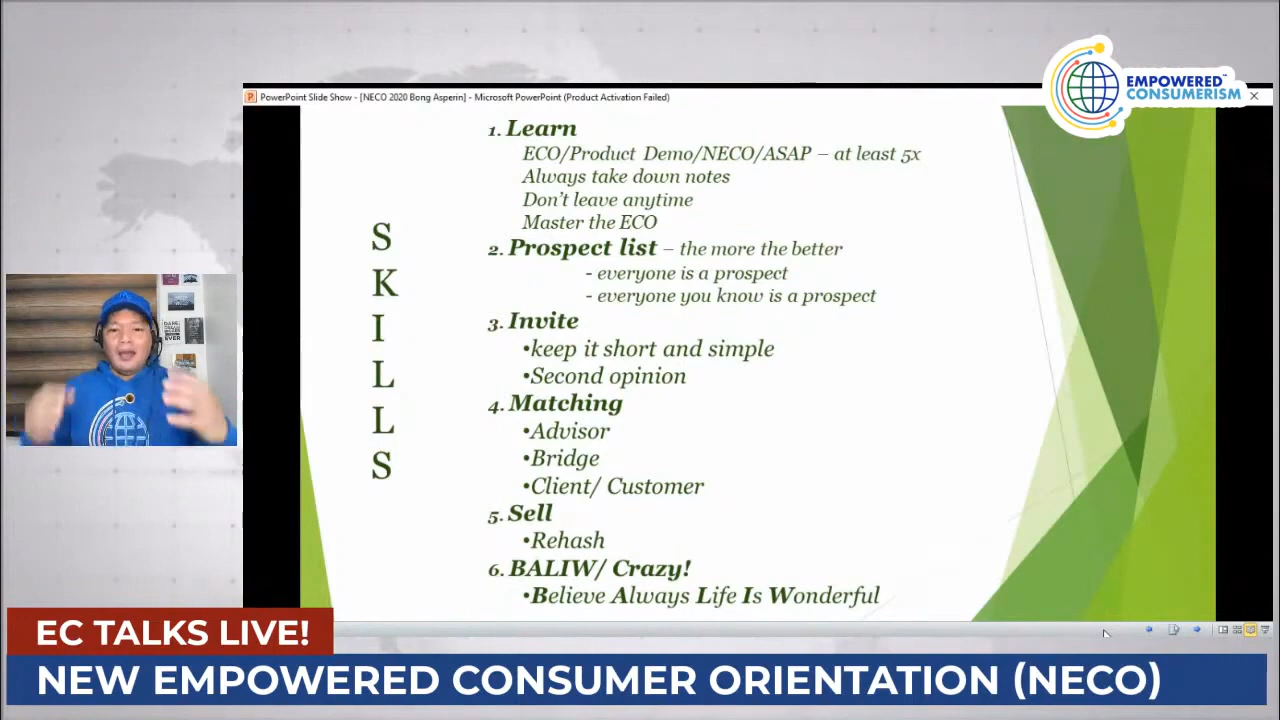 EMPOWERED™
CONSUMERISM
PowerPoint Slide Show - [NECO 2020 Bong Asperin] - Microsoft PowerPoint (Product Activation Failed)
1. Learn
ECO/Product Demo/NECO/ASAP – at least 5x
Always take down notes
Don't leave anytime
Master the ECO
2. Prospect list – the more the better
- everyone is a prospect
- everyone you know is a prospect
3. Invite
•keep it short and simple
•Second opinion
4. Matching
•Advisor
•Bridge
•Client/ Customer
5. Sell
•Rehash
6. BALIW/ Crazy!
•Believe Always Life Is Wonderful
S
K
I
L
L
S
EC TALKS LIVE!
NEW EMPOWERED CONSUMER ORIENTATION (NECO)